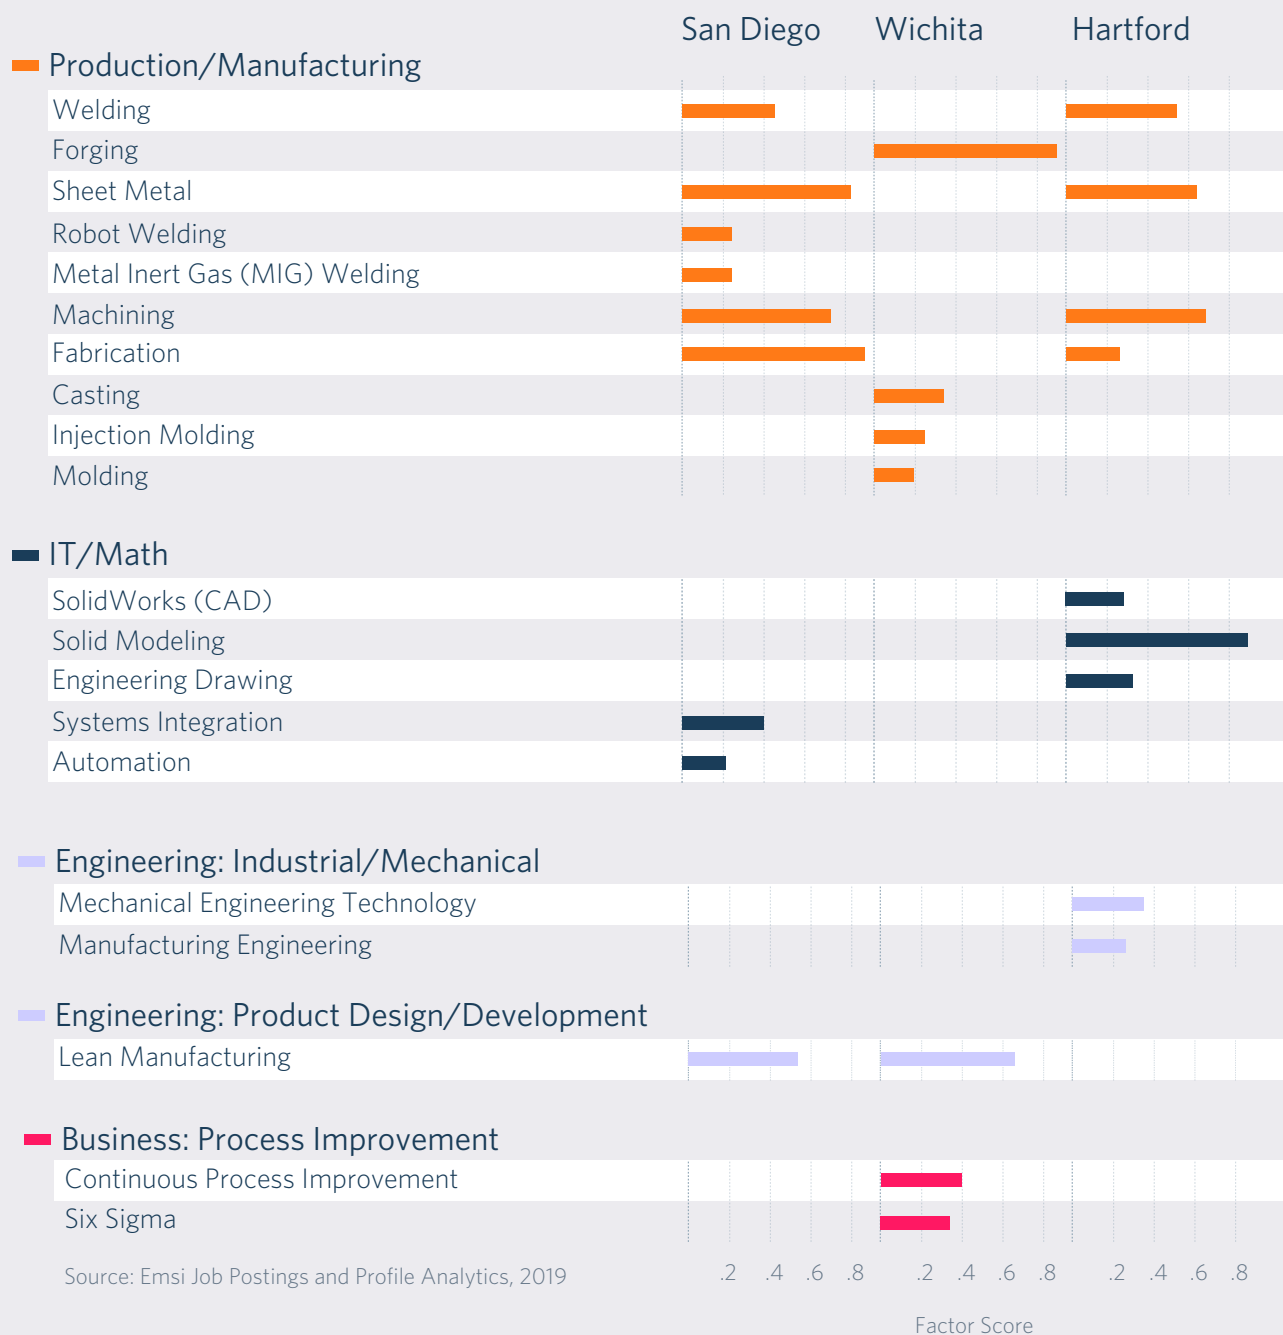 San Diego Wichita Hartford
Production/Manufacturing
Welding
Forging
Sheet Metal
Robot Welding
Metal Inert Gas (MIG) Welding
Machining
Fabrication
Casting
Injection Molding
Molding
IT/Math
SolidWorks (CAD)
Solid Modeling
Engineering Drawing
Systems Integration
Automation
Engineering: Industrial/Mechanical
Mechanical Engineering Technology
Manufacturing Engineering
Engineering: Product Design/Development
Lean Manufacturing
Business: Process Improvement
Continuous Process Improvement
Six Sigma
Source: Emsi Job Postings and Profile Analytics, 2019 .2 .4 .6 .8 .2 .4 .6 .8 .2 .4 .6 .8
Factor Score